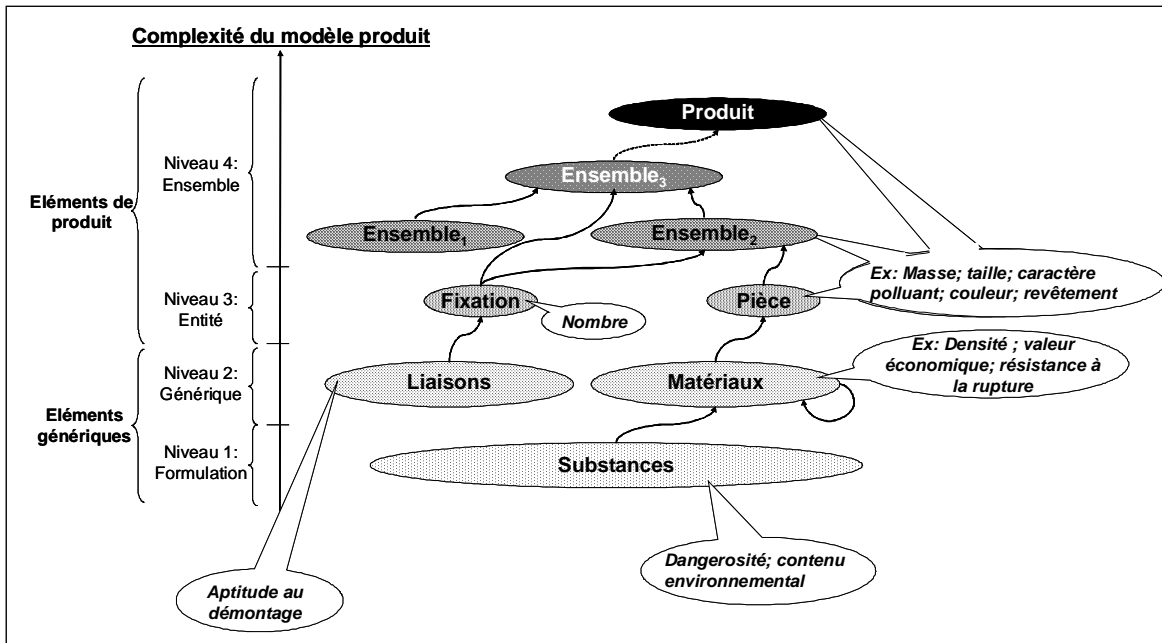 Complexité du modèle produit
Produit
Niveau 4:
Ensemble
Ensemble3
Eléments de
produit
Ensemble1
Ensemble2
Ex: Masse; taille; caractère
polluant; couleur; revêtement
Niveau 3:
Entité
Fixation
Pièce
Nombre
Ex: Densité ; valeur
économique; résistance à
la rupture
Niveau 2:
Générique
Liaisons
Matériaux
Eléments
génériques
Niveau 1:
Formulation
Substances
Dangerosité; contenu
environnemental
Aptitude au
démontage